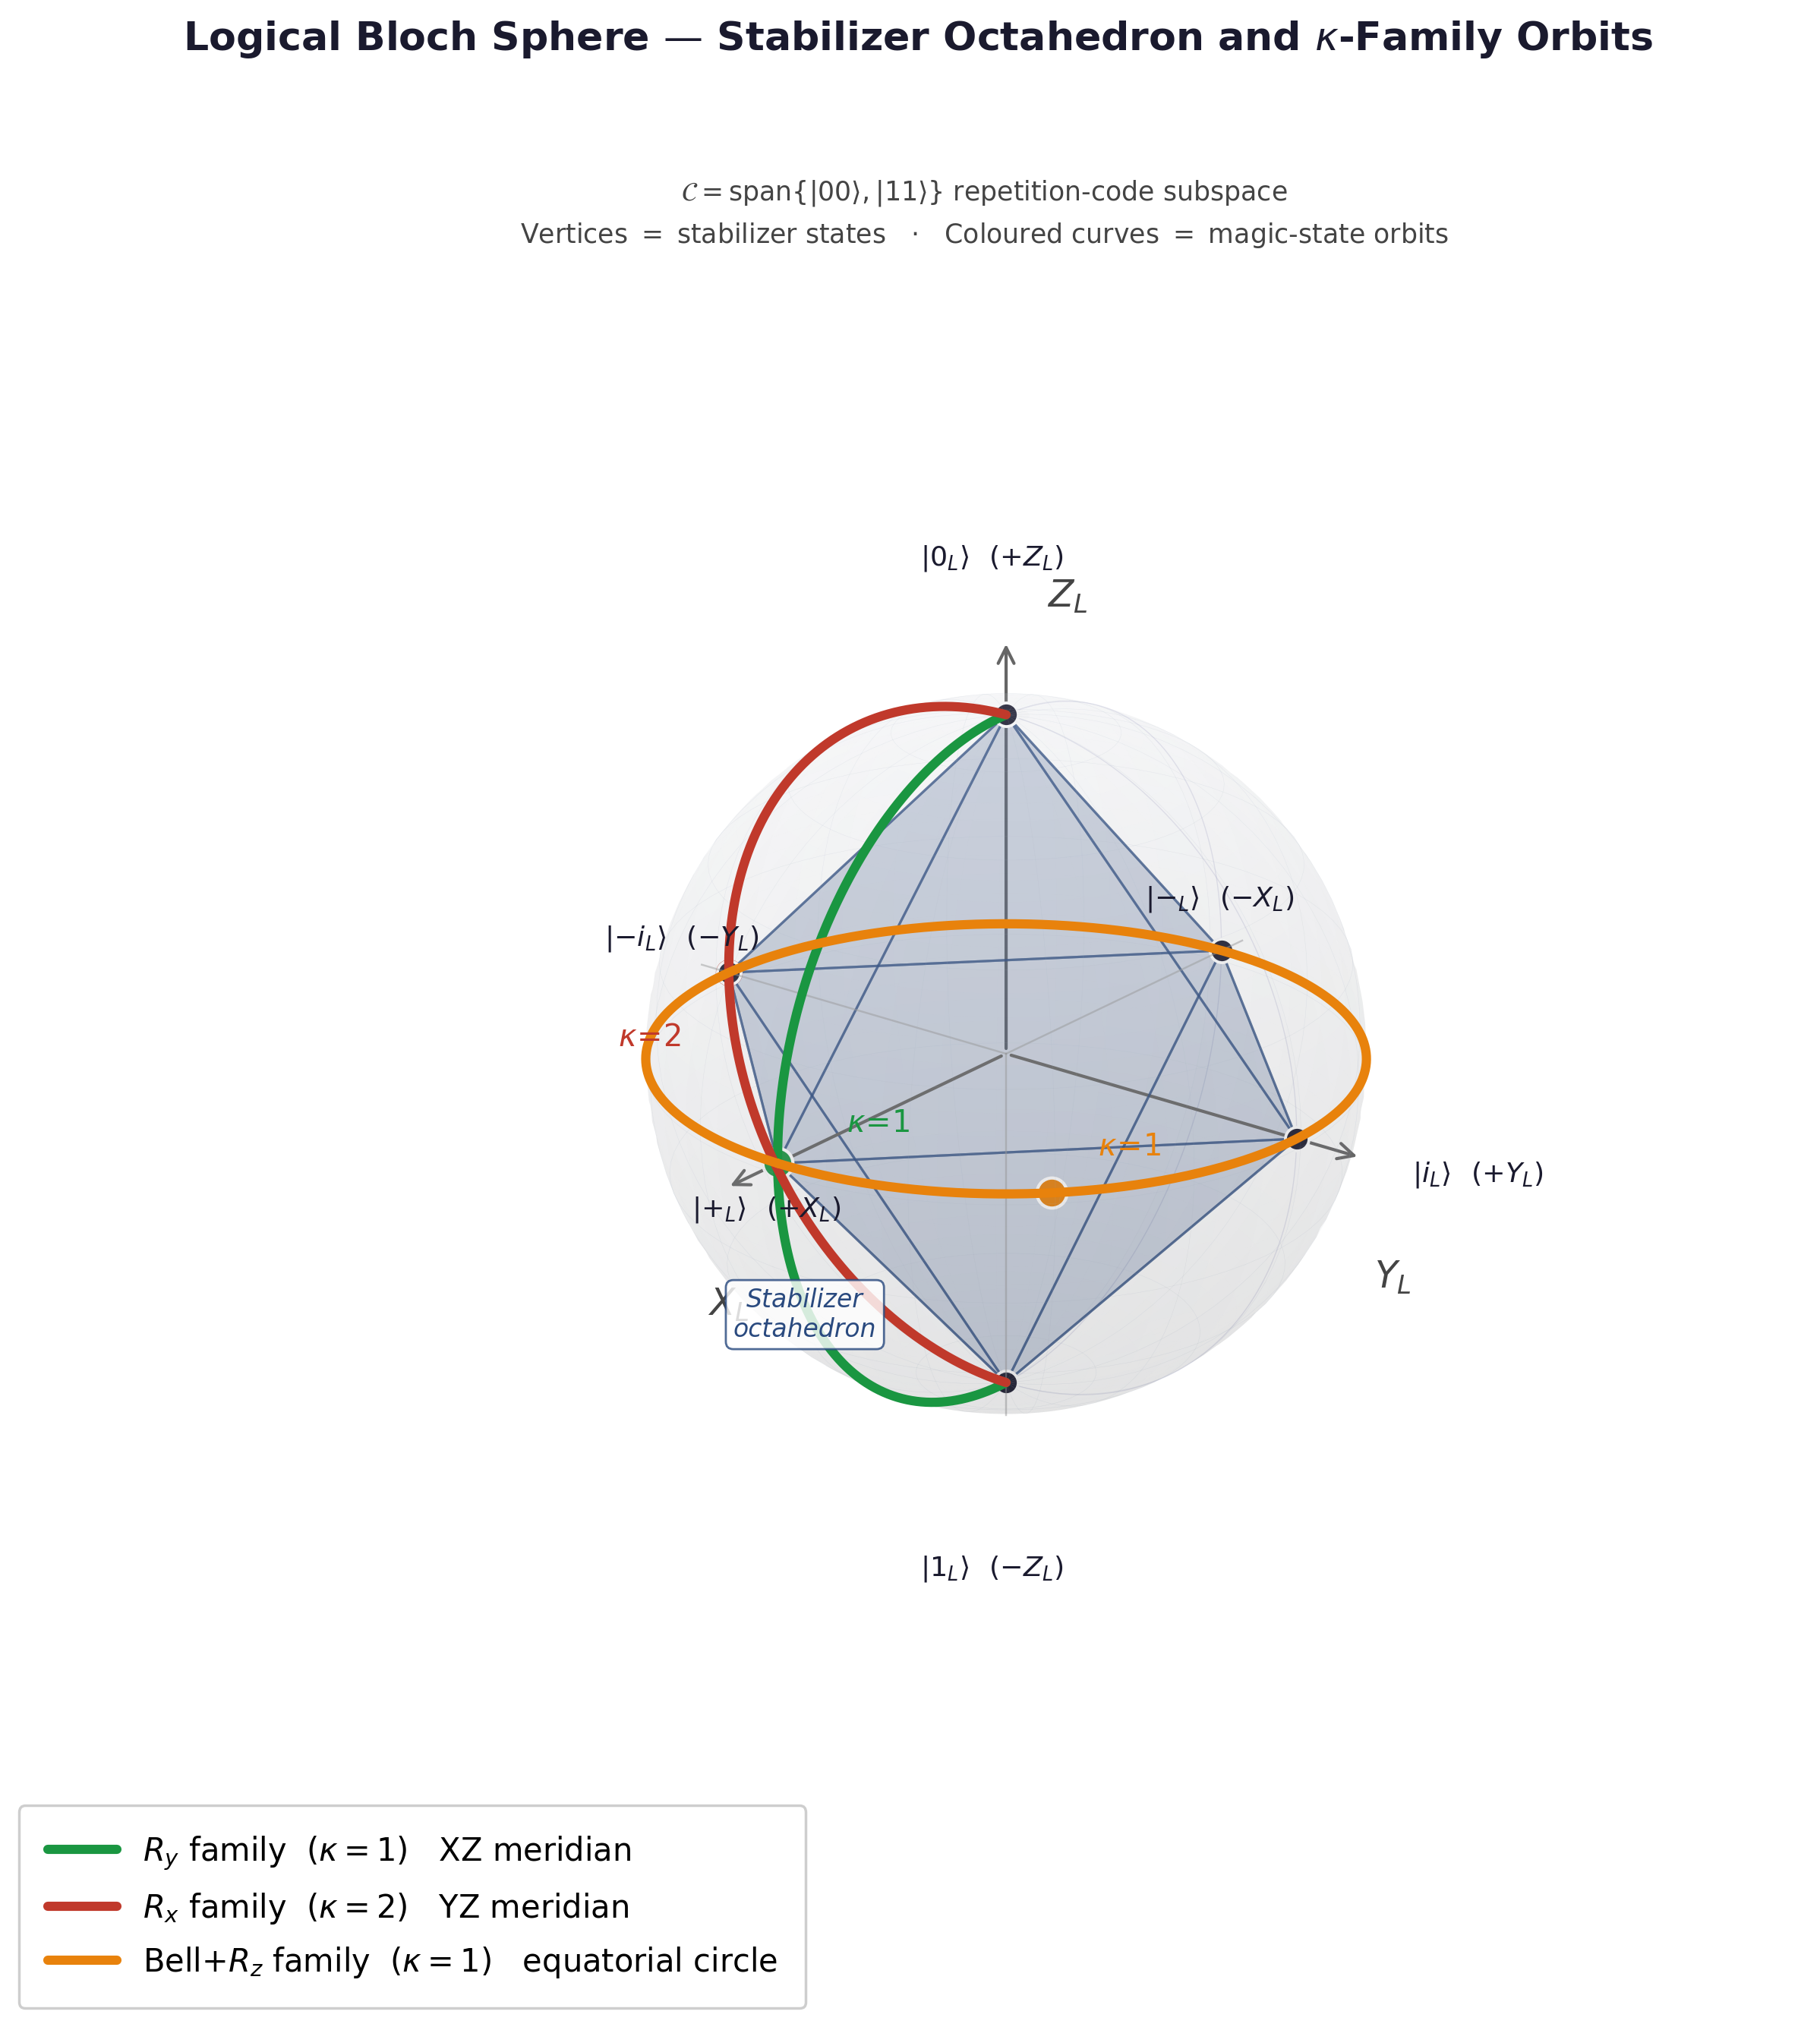 Logical Bloch Sphere — Stabilizer Octahedron and κ-Family Orbits
𝒞 = span{|00⟩, |11⟩} repetition-code subspace
Vertices = stabilizer states · Coloured curves = magic-state orbits
|0_L⟩ (+Z_L)
Z_L
|−_L⟩ (−X_L)
|−i_L⟩ (−Y_L)
κ=2
κ=1
κ=1
|i_L⟩ (+Y_L)
|+_L⟩ (+X_L)
Y_L
X_L
Stabilizer
octahedron
|1_L⟩ (−Z_L)
R_y family (κ = 1) XZ meridian
R_x family (κ = 2) YZ meridian
Bell+R_z family (κ = 1) equatorial circle